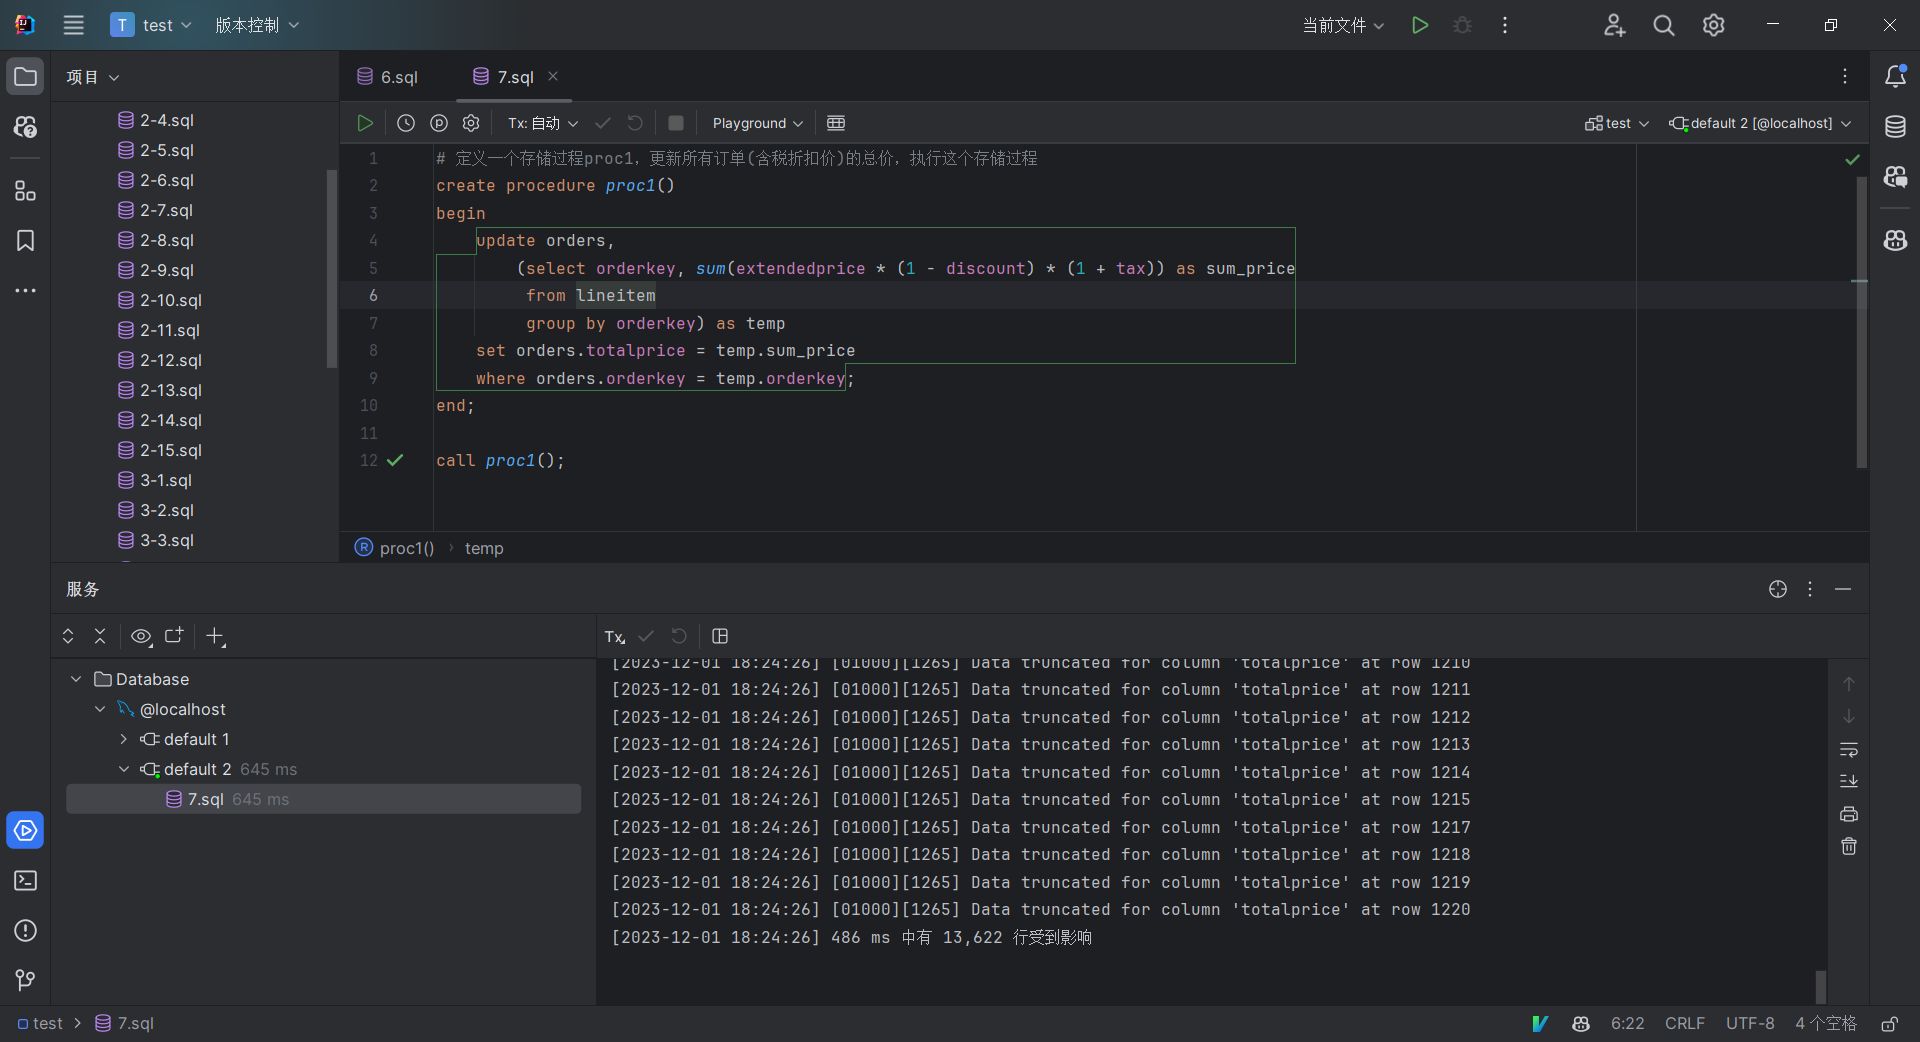 T test 版本控制 当前文件
项目
6.sql 7.sql
2-4.sql
2-5.sql
2-6.sql
2-7.sql
2-8.sql
2-9.sql
2-10.sql
2-11.sql
2-12.sql
2-13.sql
2-14.sql
2-15.sql
3-1.sql
3-2.sql
3-3.sql
Tx: 自动 Playground test default 2 [@localhost]
1 # 定义一个存储过程proc1，更新所有订单(含税折扣价)的总价，执行这个存储过程
2 create procedure proc1()
3 begin
4 update orders,
5 (select orderkey, sum(extendedprice * (1 - discount) * (1 + tax)) as sum_price
6 from lineitem
7 group by orderkey) as temp
8 set orders.totalprice = temp.sum_price
9 where orders.orderkey = temp.orderkey;
10 end;
11
12 call proc1();
R proc1() › temp
服务
Tx
Database
@localhost
default 1
default 2 645 ms
7.sql 645 ms
[2023-12-01 18:24:26] [01000][1265] Data truncated for column 'totalprice' at row 1210
[2023-12-01 18:24:26] [01000][1265] Data truncated for column 'totalprice' at row 1211
[2023-12-01 18:24:26] [01000][1265] Data truncated for column 'totalprice' at row 1212
[2023-12-01 18:24:26] [01000][1265] Data truncated for column 'totalprice' at row 1213
[2023-12-01 18:24:26] [01000][1265] Data truncated for column 'totalprice' at row 1214
[2023-12-01 18:24:26] [01000][1265] Data truncated for column 'totalprice' at row 1215
[2023-12-01 18:24:26] [01000][1265] Data truncated for column 'totalprice' at row 1217
[2023-12-01 18:24:26] [01000][1265] Data truncated for column 'totalprice' at row 1218
[2023-12-01 18:24:26] [01000][1265] Data truncated for column 'totalprice' at row 1219
[2023-12-01 18:24:26] [01000][1265] Data truncated for column 'totalprice' at row 1220
[2023-12-01 18:24:26] 486 ms 中有 13,622 行受到影响
test › 7.sql 6:22 CRLF UTF-8 4 个空格